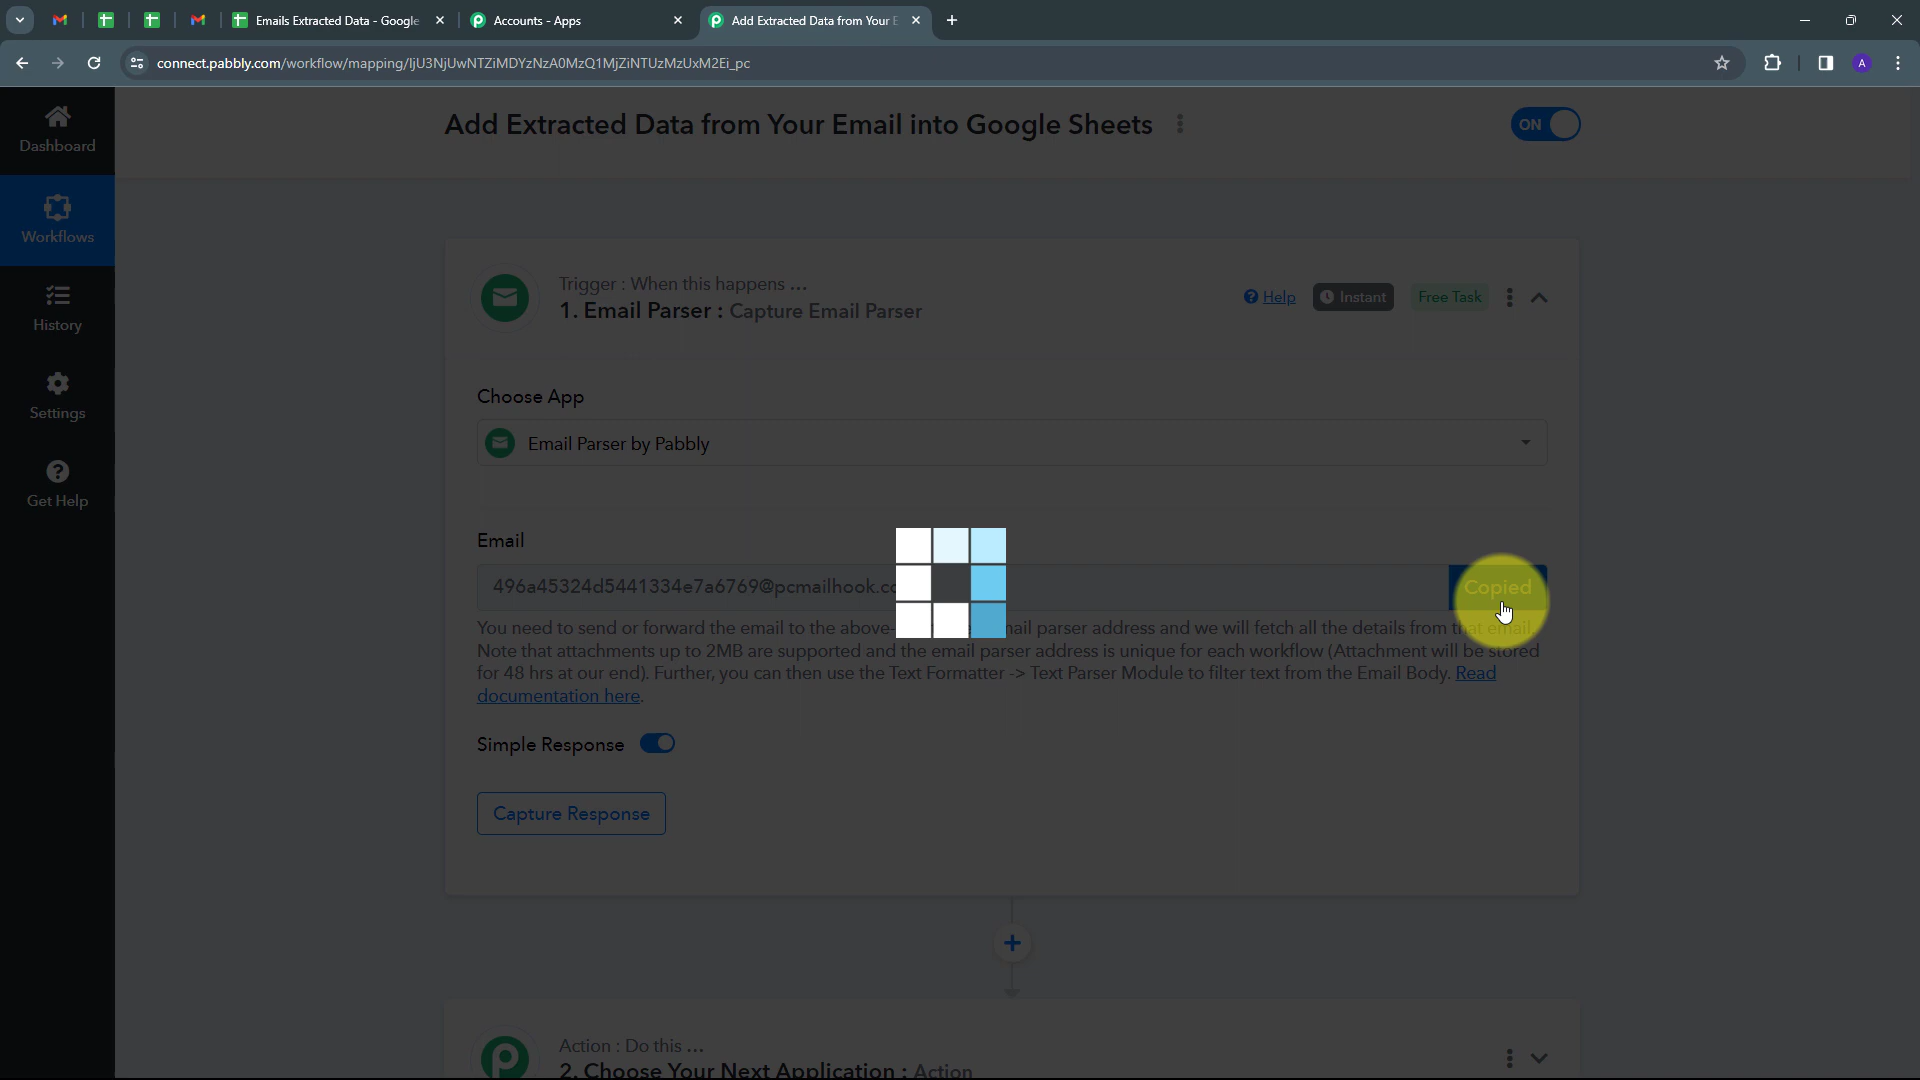 Emails Extracted Data - Google
Accounts - Apps
Add Extracted Data from Your E
connect.pabbly.com/workflow/mapping/IjU3NjUwNTZiMDYzNzA0MzQ1MjZiNTUzMzUxM2Ei_pc
A
Dashboard
Workflows
History
Settings
Get Help
Add Extracted Data from Your Email into Google Sheets
ON
Trigger : When this happens ...
1. Email Parser : Capture Email Parser
Help
Instant
Free Task
Choose App
Email Parser by Pabbly
Email
496a45324d5441334e7a6769@pcmailhook.co
Copied
You need to send or forward the email to the above- mail parser address and we will fetch all the details from that email.
Note that attachments up to 2MB are supported and the email parser address is unique for each workflow (Attachment will be stored
for 48 hrs at our end). Further, you can then use the Text Formatter -> Text Parser Module to filter text from the Email Body. Read
documentation here.
Simple Response
Capture Response
Action : Do this ...
2. Choose Your Next Application : Action